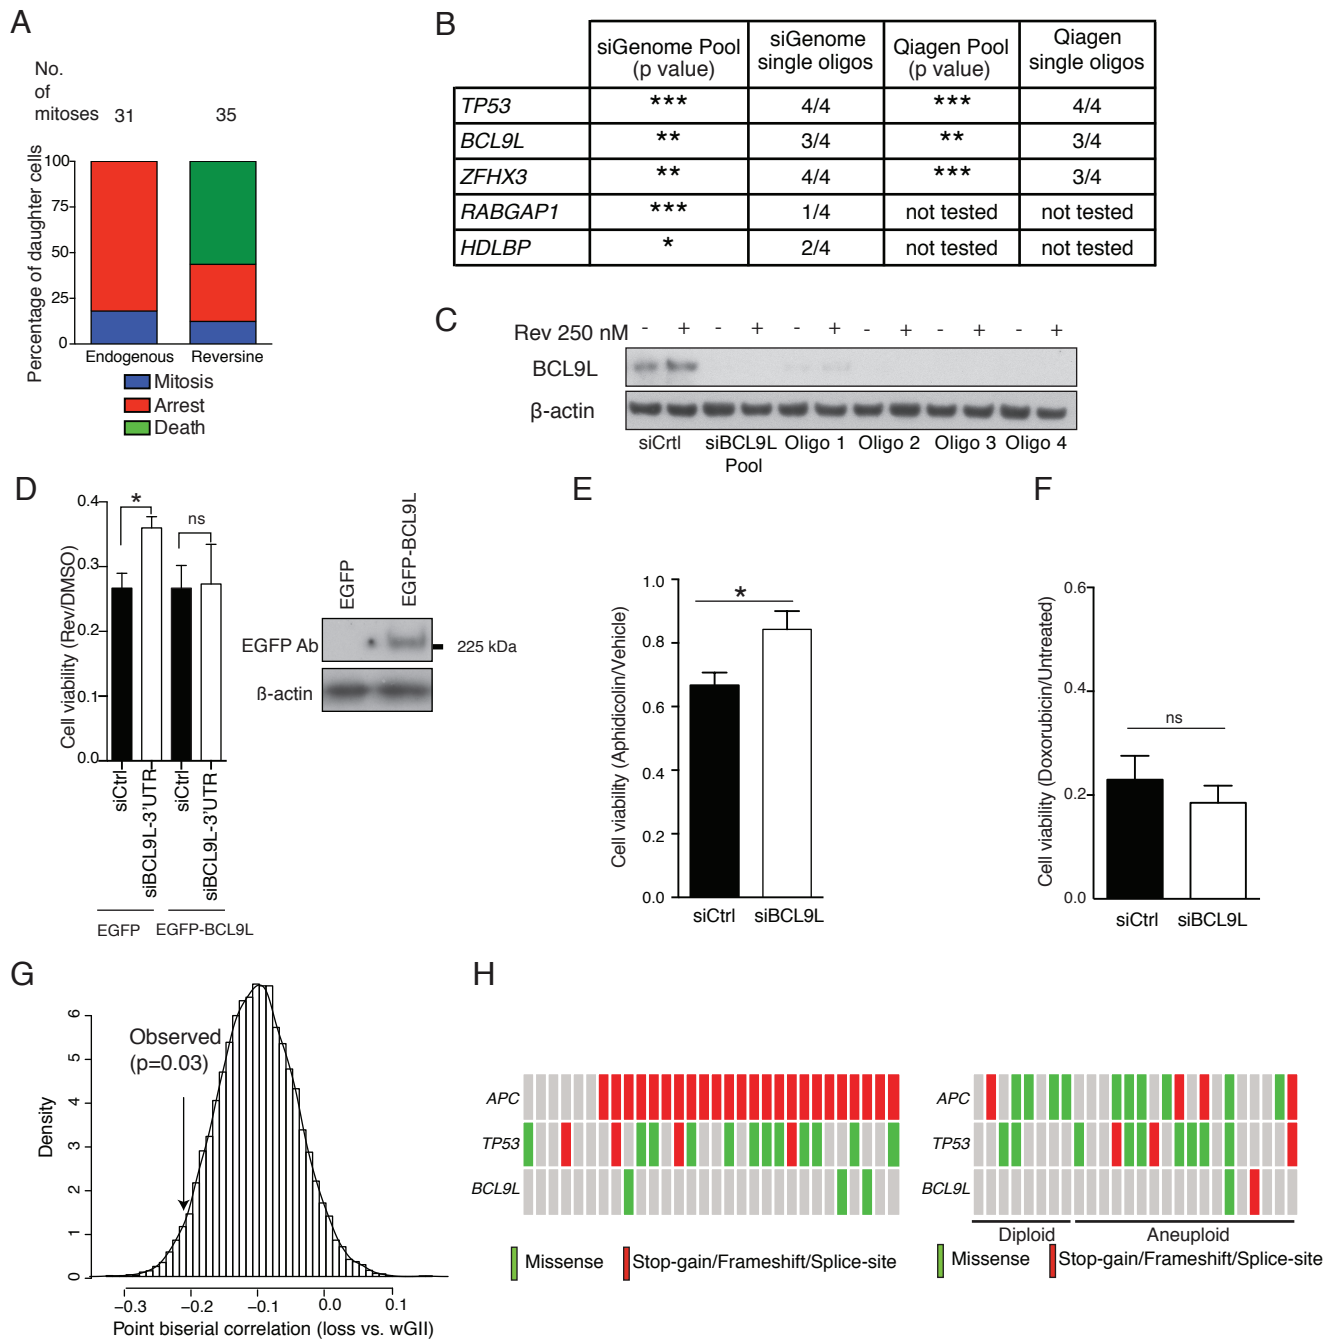 A
No.
of
mitoses 31 35
Percentage of daughter cells
100
75
50
25
0
Endogenous Reversine
Mitosis
Arrest
Death
B
siGenome Pool (p value) siGenome single oligos Qiagen Pool (p value) Qiagen single oligos
TP53 *** 4/4 *** 4/4
BCL9L ** 3/4 ** 3/4
ZFHX3 ** 4/4 *** 3/4
RABGAP1 *** 1/4 not tested not tested
HDLBP * 2/4 not tested not tested
C
Rev 250 nM - + - + - + - + - + - +
BCL9L
β-actin
siCrtl siBCL9L Oligo 1 Oligo 2 Oligo 3 Oligo 4
Pool
D
Cell viability (Rev/DMSO)
0.4
0.3
0.2
0.1
0.0
*
ns
siCtrl
siBCL9L-3'UTR
siCtrl
siBCL9L-3'UTR
EGFP EGFP-BCL9L
EGFP
EGFP-BCL9L
EGFP Ab
225 kDa
ß-actin
E
Cell viability (Aphidicolin/Vehicle)
1.0
0.8
0.6
0.4
0.2
0.0
*
siCtrl siBCL9L
F
Cell viability (Doxorubicin/Untreated)
0.6
0.4
0.2
0.0
ns
siCtrl siBCL9L
G
Density
6
5
4
3
2
1
0
Observed
(p=0.03)
−0.3 −0.2 −0.1 0.0 0.1
Point biserial correlation (loss vs. wGII)
H
APC
TP53
BCL9L
Missense Stop-gain/Frameshift/Splice-site
APC
TP53
BCL9L
Diploid Aneuploid
Missense Stop-gain/Frameshift/Splice-site